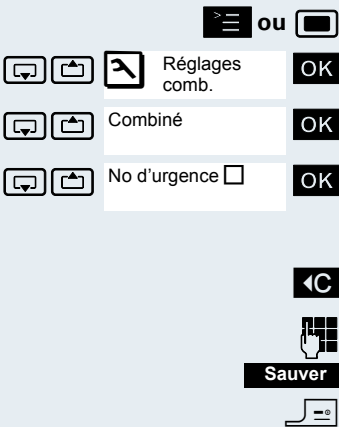 ou
Réglages
comb.
OK
Combiné
OK
No d'urgence
OK
C
Sauver